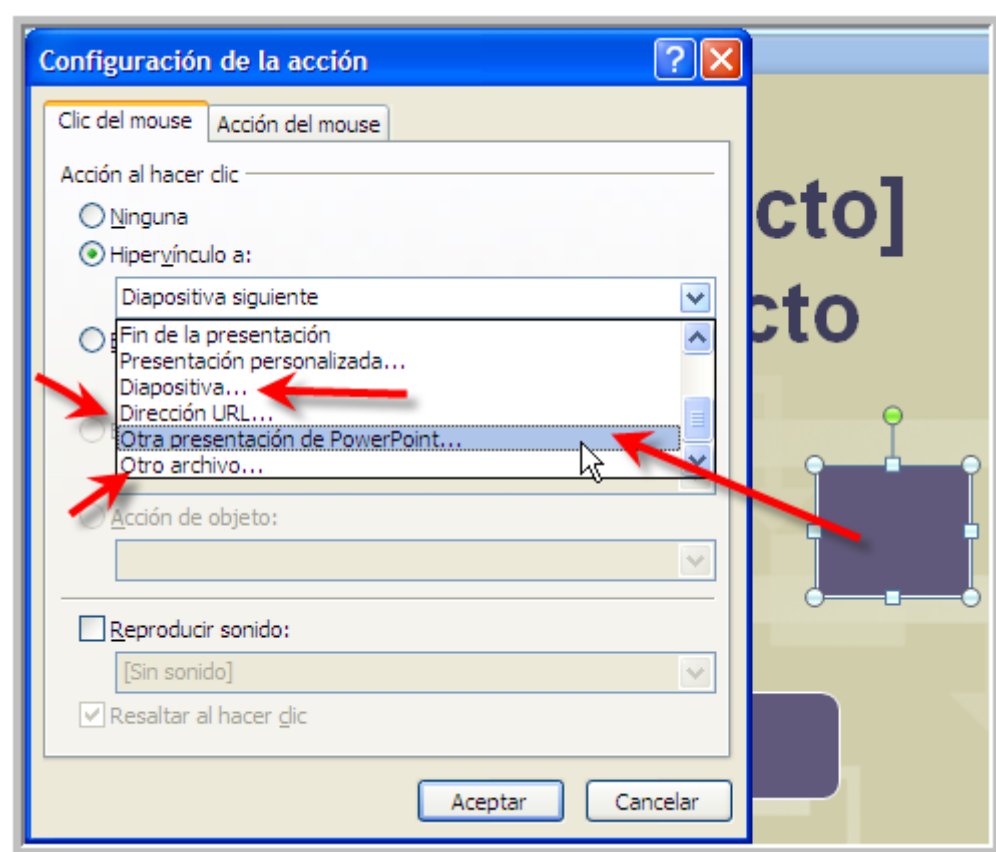 Configuración de la acción
Clic del mouse
Acción del mouse
Acción al hacer clic
Ninguna
Hipervínculo a:
Diapositiva siguiente
Fin de la presentación
Presentación personalizada...
Diapositiva...
Dirección URL...
Otra presentación de PowerPoint...
Otro archivo...
Acción de objeto:
Reproducir sonido:
[Sin sonido]
Resaltar al hacer clic
Aceptar
Cancelar
cto]
cto